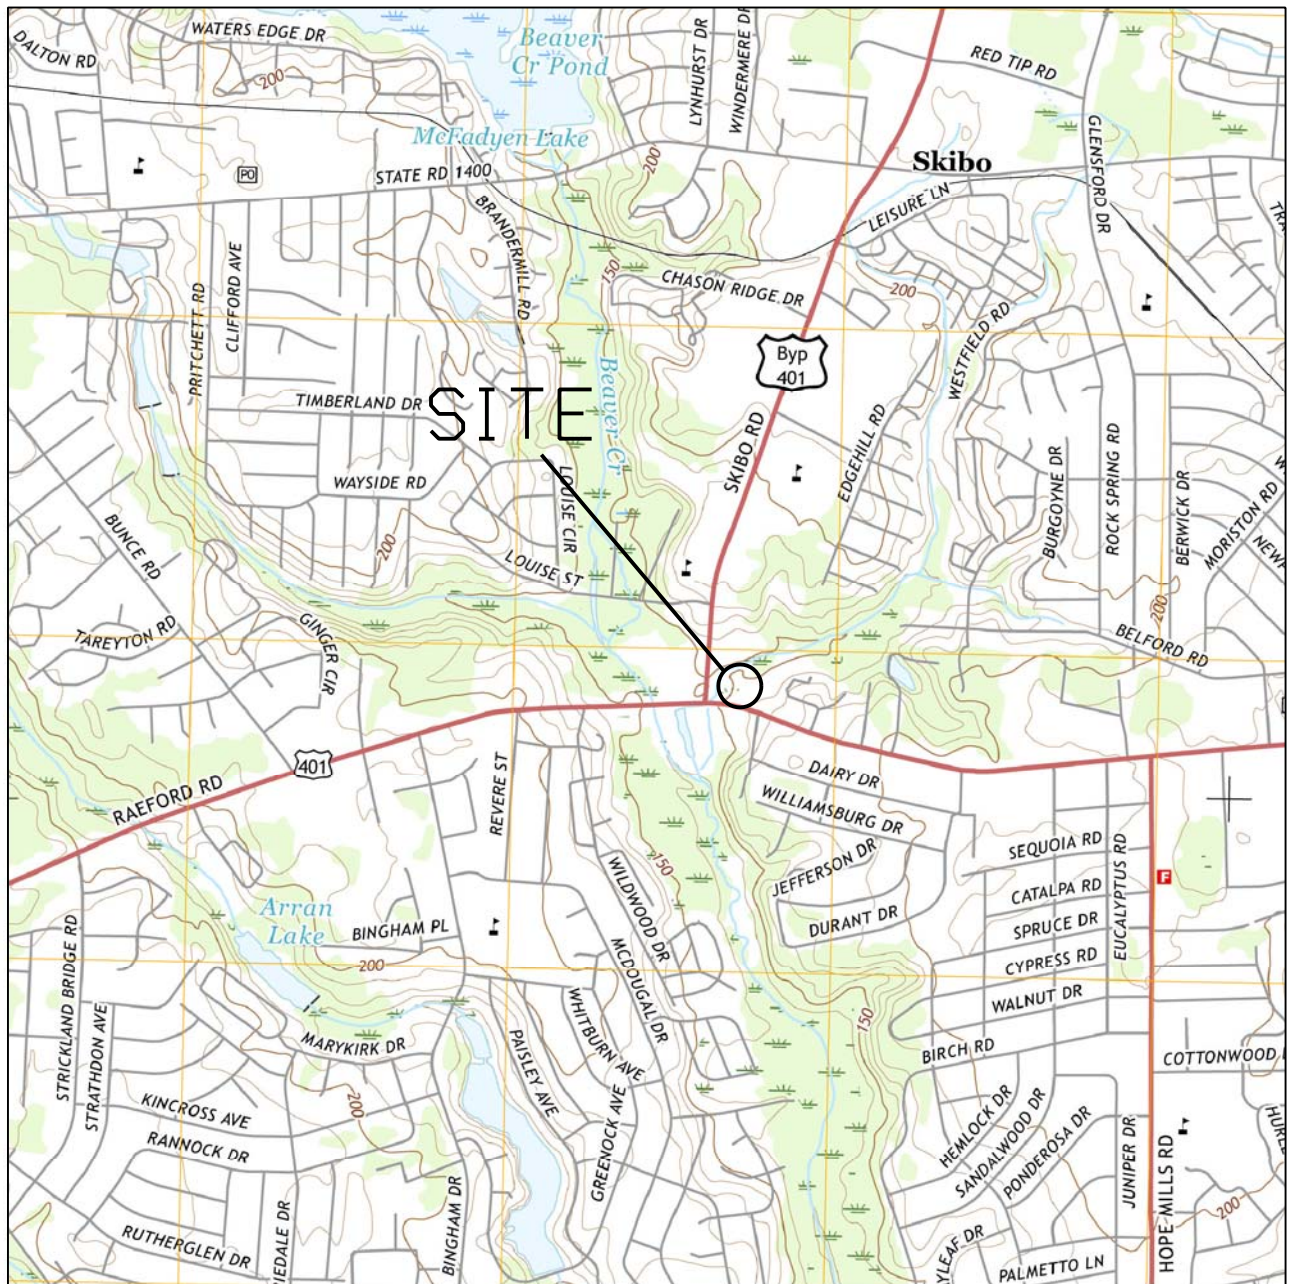 WATERS EDGE DR
DALTON RD
200
Beaver
Cr Pond
LYNHURST DR
WINDERMERE DR
RED TIP RD
GLENSFORD DR
McFadyen Lake
STATE RD 1400
PO
200
Skibo
LEISURE LN
BRANDERMILL RD
PRITCHETT RD
CLIFFORD AVE
150
CHASON RIDGE DR
200
WESTFIELD RD
Byp
401
Beaver Cr
SITE
TIMBERLAND DR
WAYSIDE RD
LOUISE CIR
SKIBO RD
EDGEHILL RD
BURGOYNE DR
ROCK SPRING RD
BERWICK DR
MORISTON RD
BUNCE RD
200
LOUISE ST
200
TAREYTON RD
GINGER CIR
BELFORD RD
401
RAEFORD RD
REVERE ST
DAIRY DR
WILLIAMSBURG DR
JEFFERSON DR
DURANT DR
SEQUOIA RD
CATALPA RD
SPRUCE DR
CYPRESS RD
WALNUT DR
EUCALYPTUS RD
F
150
WILDWOOD DR
MCDOUGAL DR
Arran
Lake
BINGHAM PL
200
STRICKLAND BRIDGE RD
STRATHDON AVE
MARYKIRK DR
WHITBURN AVE
PAISLEY AVE
GREENOCK AVE
150
BIRCH RD
COTTONWOOD
KINCROSS AVE
200
RANNOCK DR
HEMLOCK DR
SANDALWOOD DR
PONDEROSA DR
JUNIPER DR
HOPE MILLS RD
200
RUTHERGLEN DR
IEDALE DR
BINGHAM DR
YLEAF DR
PALMETTO LN